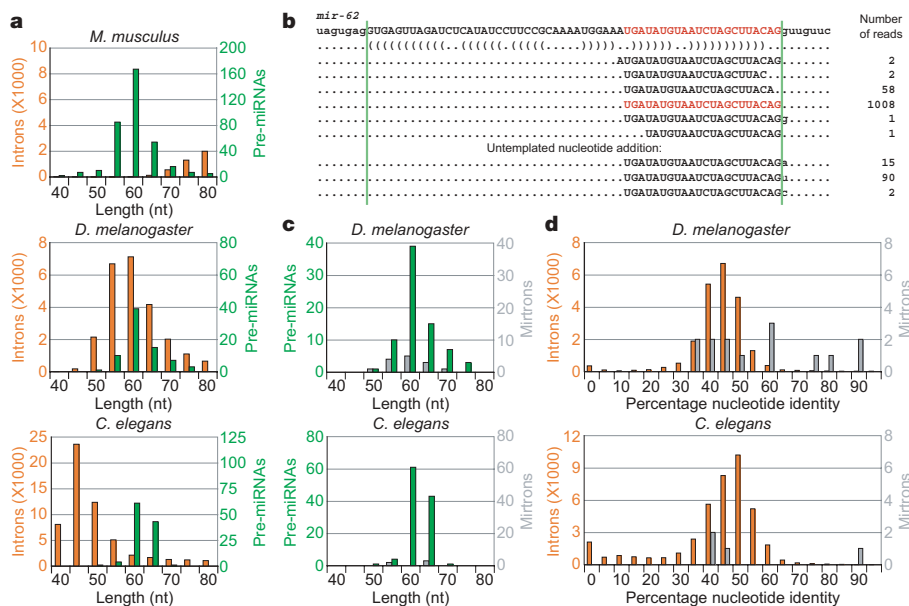 a
M. musculus
Introns (X1000)
10
8
6
4
2
0
200
160
120
80
40
0
Pre-miRNAs
40 50 60 70 80
Length (nt)
D. melanogaster
Introns (X1000)
8
6
4
2
0
80
60
40
20
0
Pre-miRNAs
40 50 60 70 80
Length (nt)
C. elegans
Introns (X1000)
25
20
15
10
5
0
125
100
75
50
25
0
Pre-miRNAs
40 50 60 70 80
Length (nt)
b
mir-62
Number
of reads
uagugagGUGAGUUAGAUCUCAUAUCCUUCCGCAAAAUGGAAAUGAUAUGUAAUCUAGCUUACAGguuguuc
AUGAUAUGUAAUCUAGCUUACAG 2
UGAUAUGUAAUCUAGCUUAC 2
UGAUAUGUAAUCUAGCUUACA 58
UGAUAUGUAAUCUAGCUUACAG 1008
UGAUAUGUAAUCUAGCUUACAGg 1
UAUGUAAUCUAGCUUACAG 1
Untemplated nucleotide addition:
UGAUAUGUAAUCUAGCUUACAGa 15
UGAUAUGUAAUCUAGCUUACAGu 90
UGAUAUGUAAUCUAGCUUACAGc 2
c
D. melanogaster
Pre-miRNAs
40
30
20
10
0
40
30
20
10
0
Mirtrons
40 50 60 70 80
Length (nt)
C. elegans
Pre-miRNAs
80
60
40
20
0
80
60
40
20
0
Mirtrons
40 50 60 70 80
Length (nt)
d
D. melanogaster
Introns (X1000)
8
6
4
2
0
8
6
4
2
0
Mirtrons
0 10 20 30 40 50 60 70 80 90
Percentage nucleotide identity
C. elegans
Introns (X1000)
12
9
6
3
0
8
6
4
2
0
Mirtrons
0 10 20 30 40 50 60 70 80 90
Percentage nucleotide identity